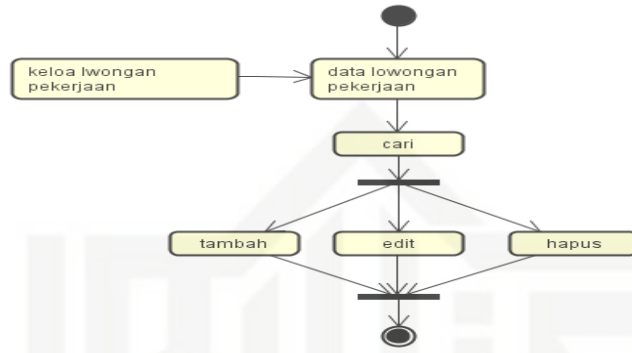 keloa lwongan
pekerjaan
data lowongan
pekerjaan
cari
tambah
edit
hapus